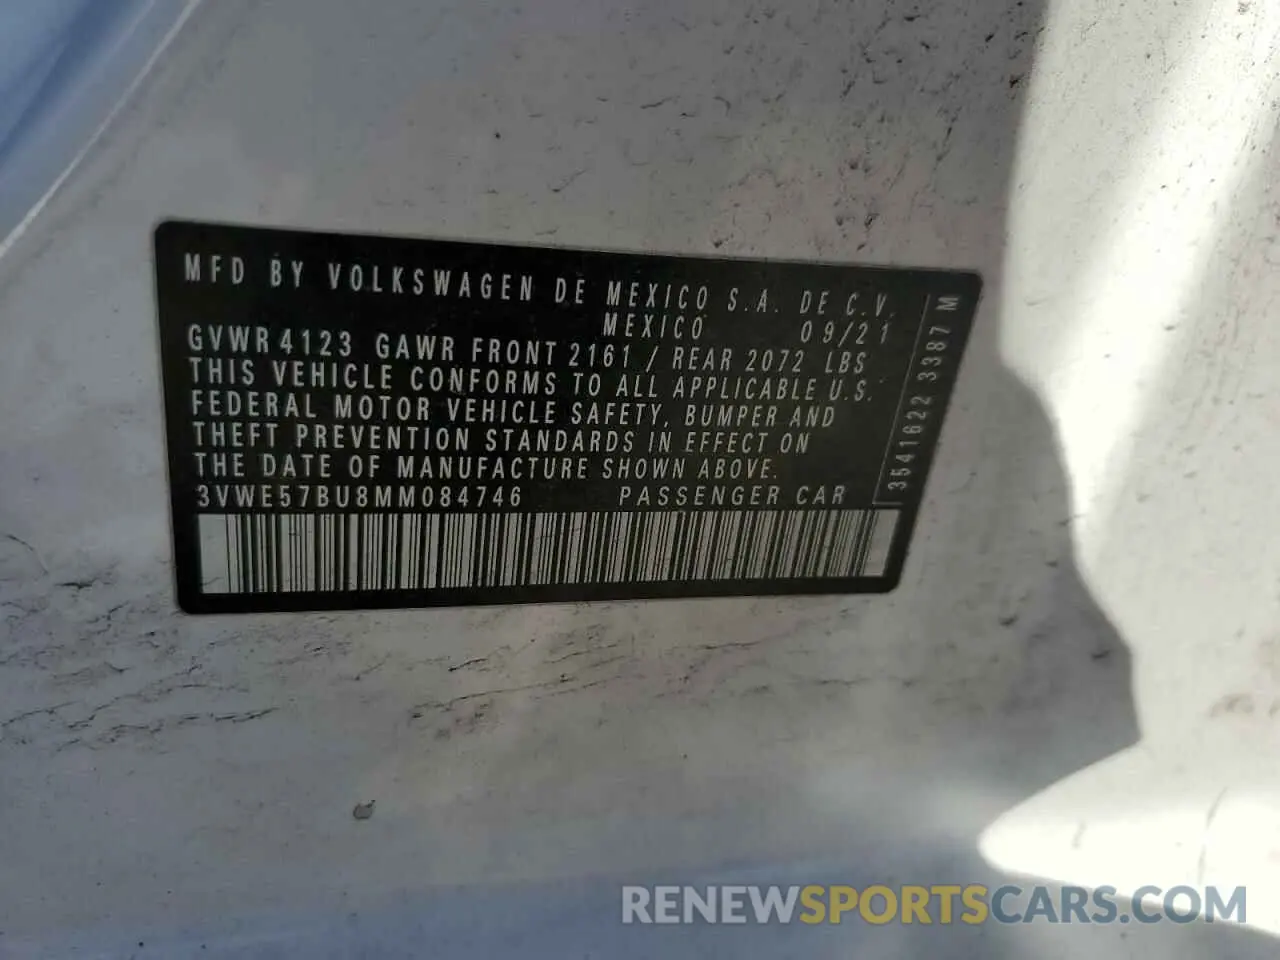 MFD BY VOLKSWAGEN DE MEXICO S.A. DE C.V.
MEXICO 09/21
GVWR 4123 GAWR FRONT 2161 / REAR 2072 LBS
THIS VEHICLE CONFORMS TO ALL APPLICABLE U.S.
FEDERAL MOTOR VEHICLE SAFETY, BUMPER AND
THEFT PREVENTION STANDARDS IN EFFECT ON
THE DATE OF MANUFACTURE SHOWN ABOVE.
3VWE57BU8MM084746 PASSENGER CAR
3541622 3387 M
RENEWSPORTSCARS.COM